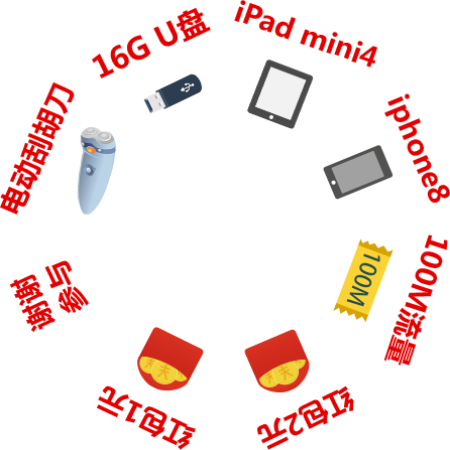 iPad mini4
iphone8
100M流量
100M
红包2元
红包1元
谢谢
参与
电动刮胡刀
16G U盘